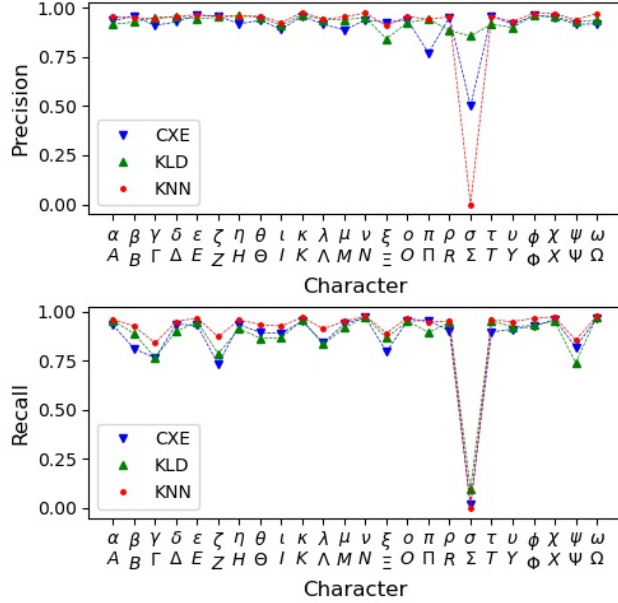 Precision
1.00
0.75
0.50
0.25
0.00
CXE
KLD
KNN
α β γ δ ε ζ η θ ι κ λ μ ν ξ ο π ρ σ τ υ ϕ χ ψ ω
A B Γ Δ E Z H Θ I K Λ M N Ξ O Π R Σ T Y Φ X Ψ Ω
Character
Recall
1.00
0.75
0.50
0.25
0.00
CXE
KLD
KNN
α β γ δ ε ζ η θ ι κ λ μ ν ξ ο π ρ σ τ υ ϕ χ ψ ω
A B Γ Δ E Z H Θ I K Λ M N Ξ O Π R Σ T Y Φ X Ψ Ω
Character